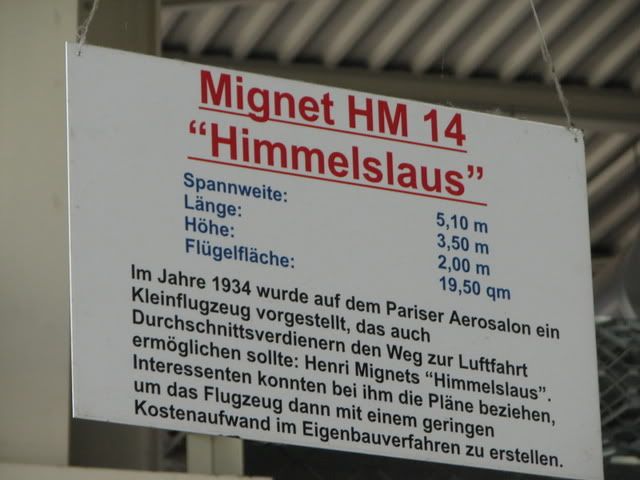 Mignet HM 14
“Himmelslaus”
Spannweite: 5,10 m
Länge: 3,50 m
Höhe: 2,00 m
Flügelfläche: 19,50 qm
Im Jahre 1934 wurde auf dem Pariser Aerosalon ein
Kleinflugzeug vorgestellt, das auch
Durchschnittsverdienern den Weg zur Luftfahrt
ermöglichen sollte: Henri Mignets “Himmelslaus”.
Interessenten konnten bei ihm die Pläne beziehen,
um das Flugzeug dann mit einem geringen
Kostenaufwand im Eigenbauverfahren zu erstellen.